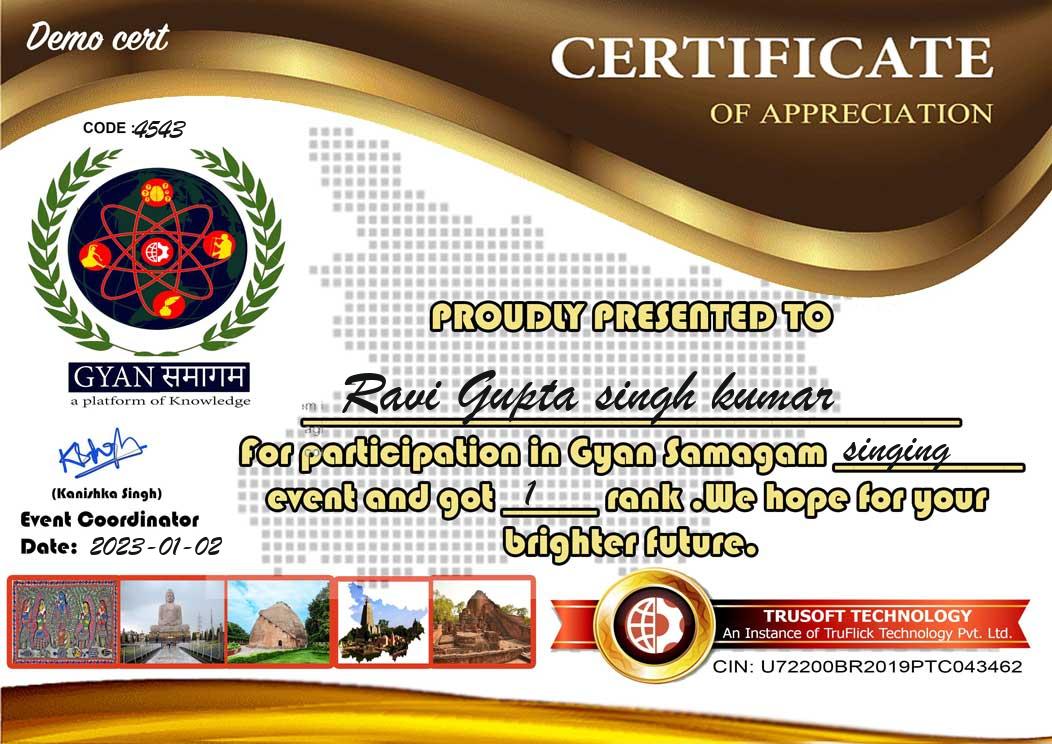 Demo cert
CERTIFICATE
OF APPRECIATION
CODE :4543
GYAN समागम
a platform of Knowledge
PROUDLY PRESENTED TO
Ravi Gupta singh kumar
For participation in Gyan Samagam singing
event and got 1 rank .We hope for your
brighter future.
(Kanishka Singh)
Event Coordinator
Date: 2023-01-02
TRUSOFT TECHNOLOGY
An Instance of TruFlick Technology Pvt. Ltd.
CIN: U72200BR2019PTC043462